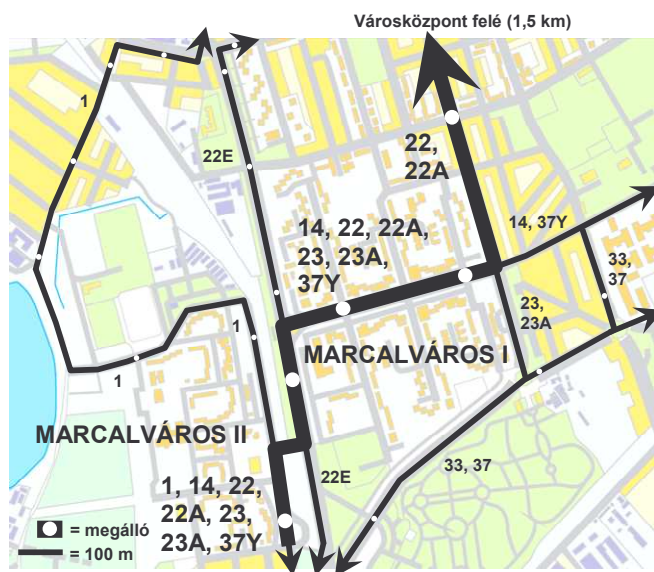 Városközpont felé (1,5 km)
1
22E
22,
22A
14, 22, 22A,
23, 23A,
37Y
14, 37Y
33,
37
23,
23A
1
MARCALVÁROS I
1
MARCALVÁROS II
33, 37
22E
1, 14, 22,
22A, 23,
23A, 37Y
= megálló
= 100 m